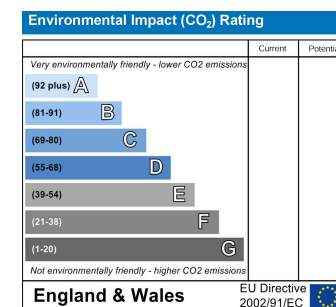 Environmental Impact (CO₂) Rating
Current Potentia
Very environmentally friendly - lower CO2 emissions
(92 plus) A
(81-91) B
(69-80) C
(55-68) D
(39-54) E
(21-38) F
(1-20) G
Not environmentally friendly - higher CO2 emissions
England & Wales
EU Directive
2002/91/EC